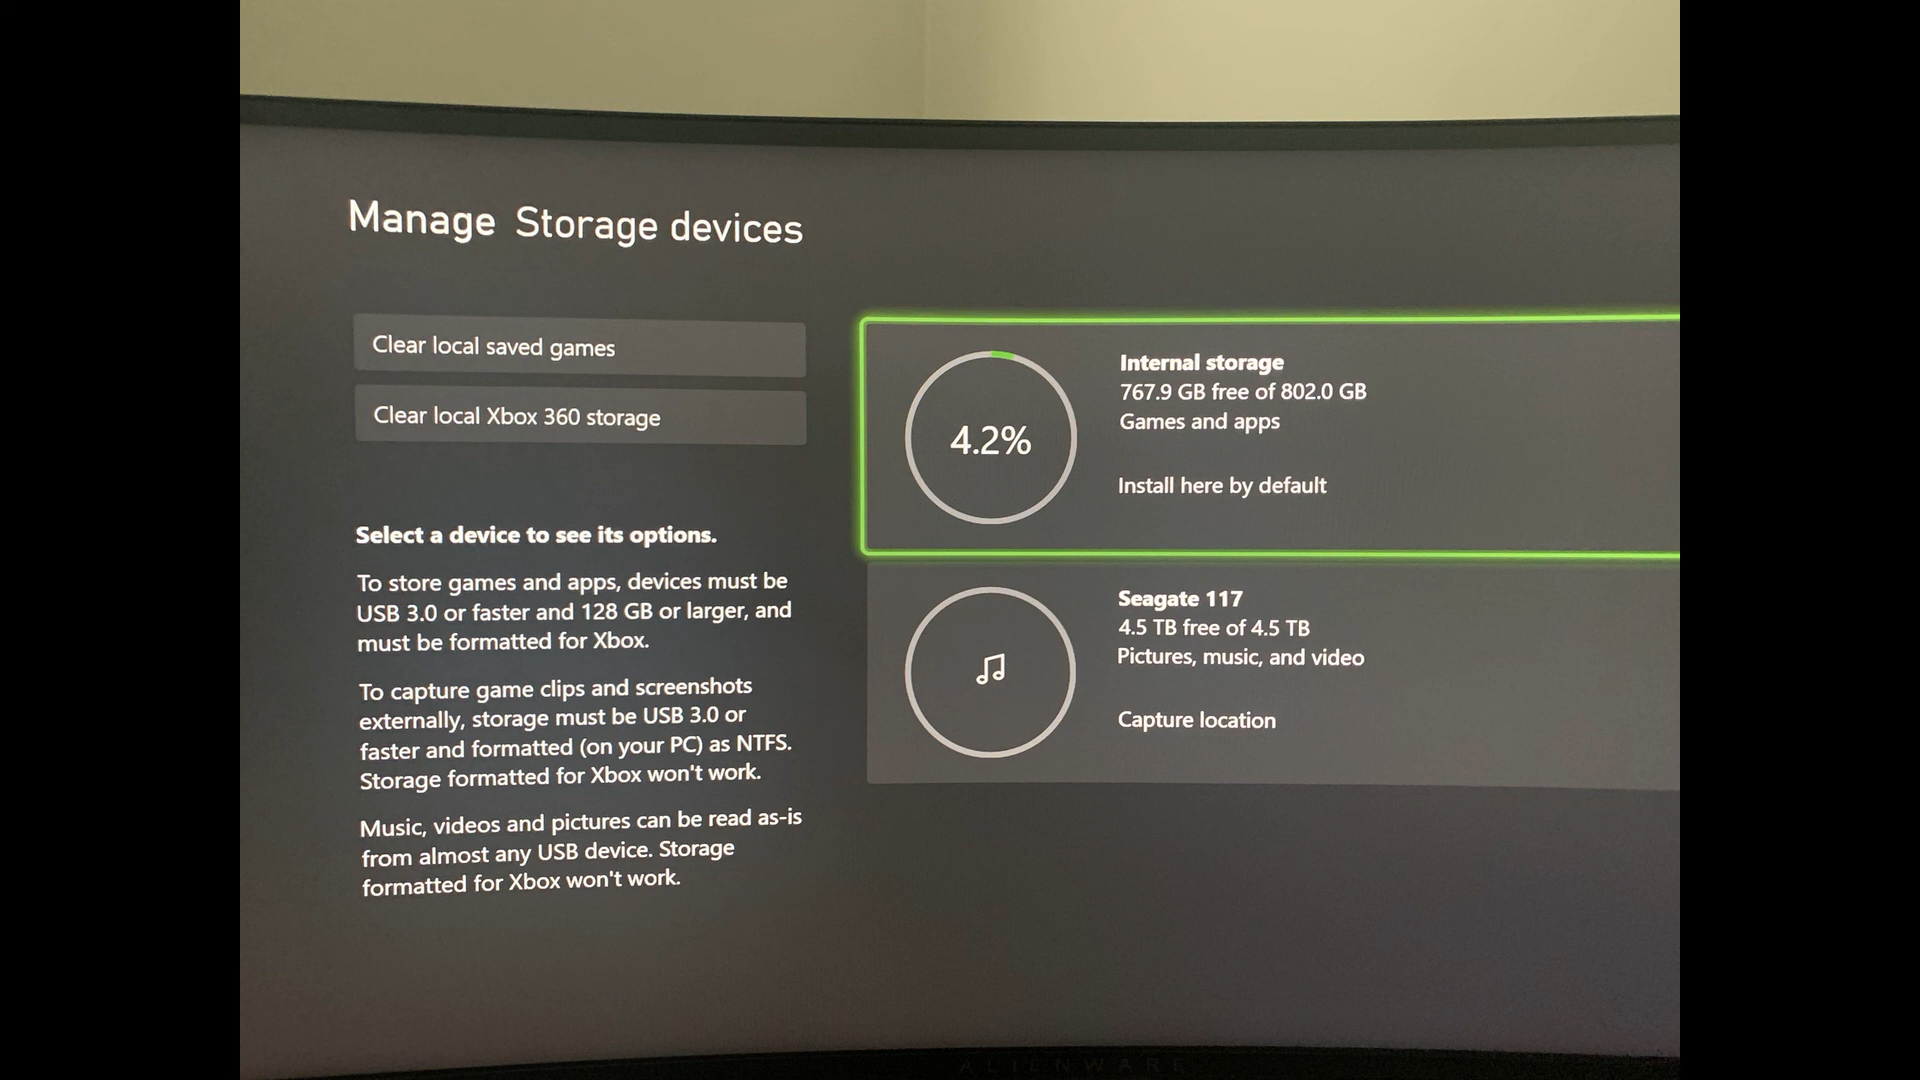 Manage Storage devices
Clear local saved games
Clear local Xbox 360 storage
Select a device to see its options.
To store games and apps, devices must be
USB 3.0 or faster and 128 GB or larger, and
must be formatted for Xbox.
To capture game clips and screenshots
externally, storage must be USB 3.0 or
faster and formatted (on your PC) as NTFS.
Storage formatted for Xbox won't work.
Music, videos and pictures can be read as-is
from almost any USB device. Storage
formatted for Xbox won't work.
4.2%
Internal storage
767.9 GB free of 802.0 GB
Games and apps
Install here by default
Seagate 117
4.5 TB free of 4.5 TB
Pictures, music, and video
Capture location
ALIENWARE